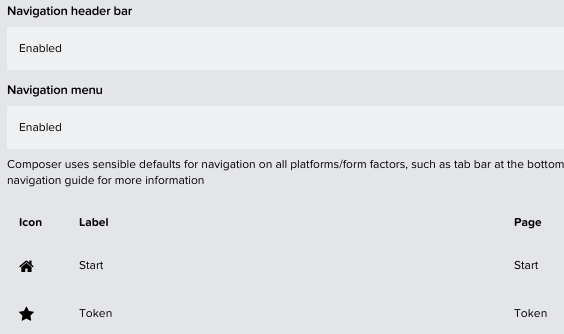 Navigation header bar
Enabled
Navigation menu
Enabled
Composer uses sensible defaults for navigation on all platforms/form factors, such as tab bar at the bottom
navigation guide for more information
Icon Label Page
Start Start
Token Token